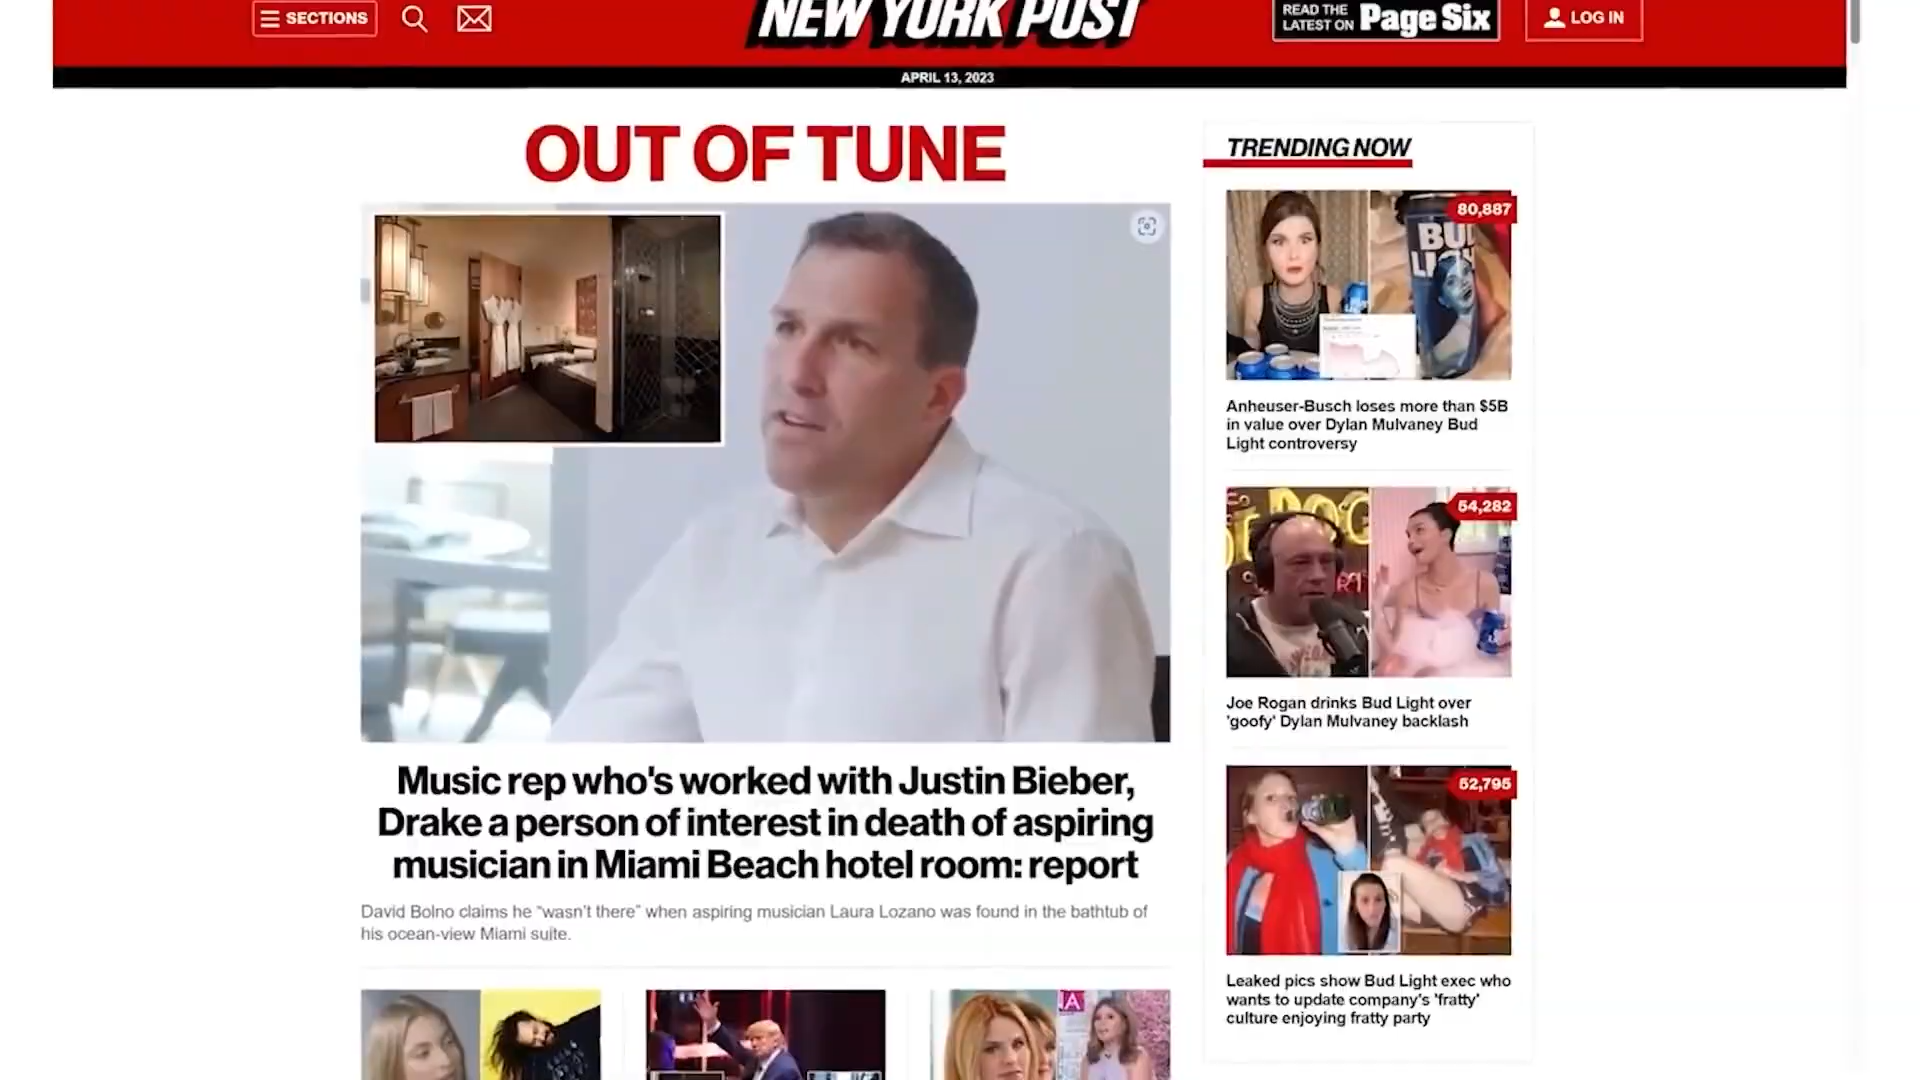 SECTIONS
NEW YORK POST
READ THE
LATEST ON
Page Six
LOG IN
APRIL 13, 2023
OUT OF TUNE
Music rep who's worked with Justin Bieber,
Drake a person of interest in death of aspiring
musician in Miami Beach hotel room: report
David Bolno claims he “wasn’t there” when aspiring musician Laura Lozano was found in the bathtub of
his ocean-view Miami suite.
TRENDING NOW
80,887
BUD
Anheuser-Busch loses more than $5B
in value over Dylan Mulvaney Bud
Light controversy
54,282
Joe Rogan drinks Bud Light over
'goofy' Dylan Mulvaney backlash
52,795
Leaked pics show Bud Light exec who
wants to update company's 'fratty'
culture enjoying fratty party